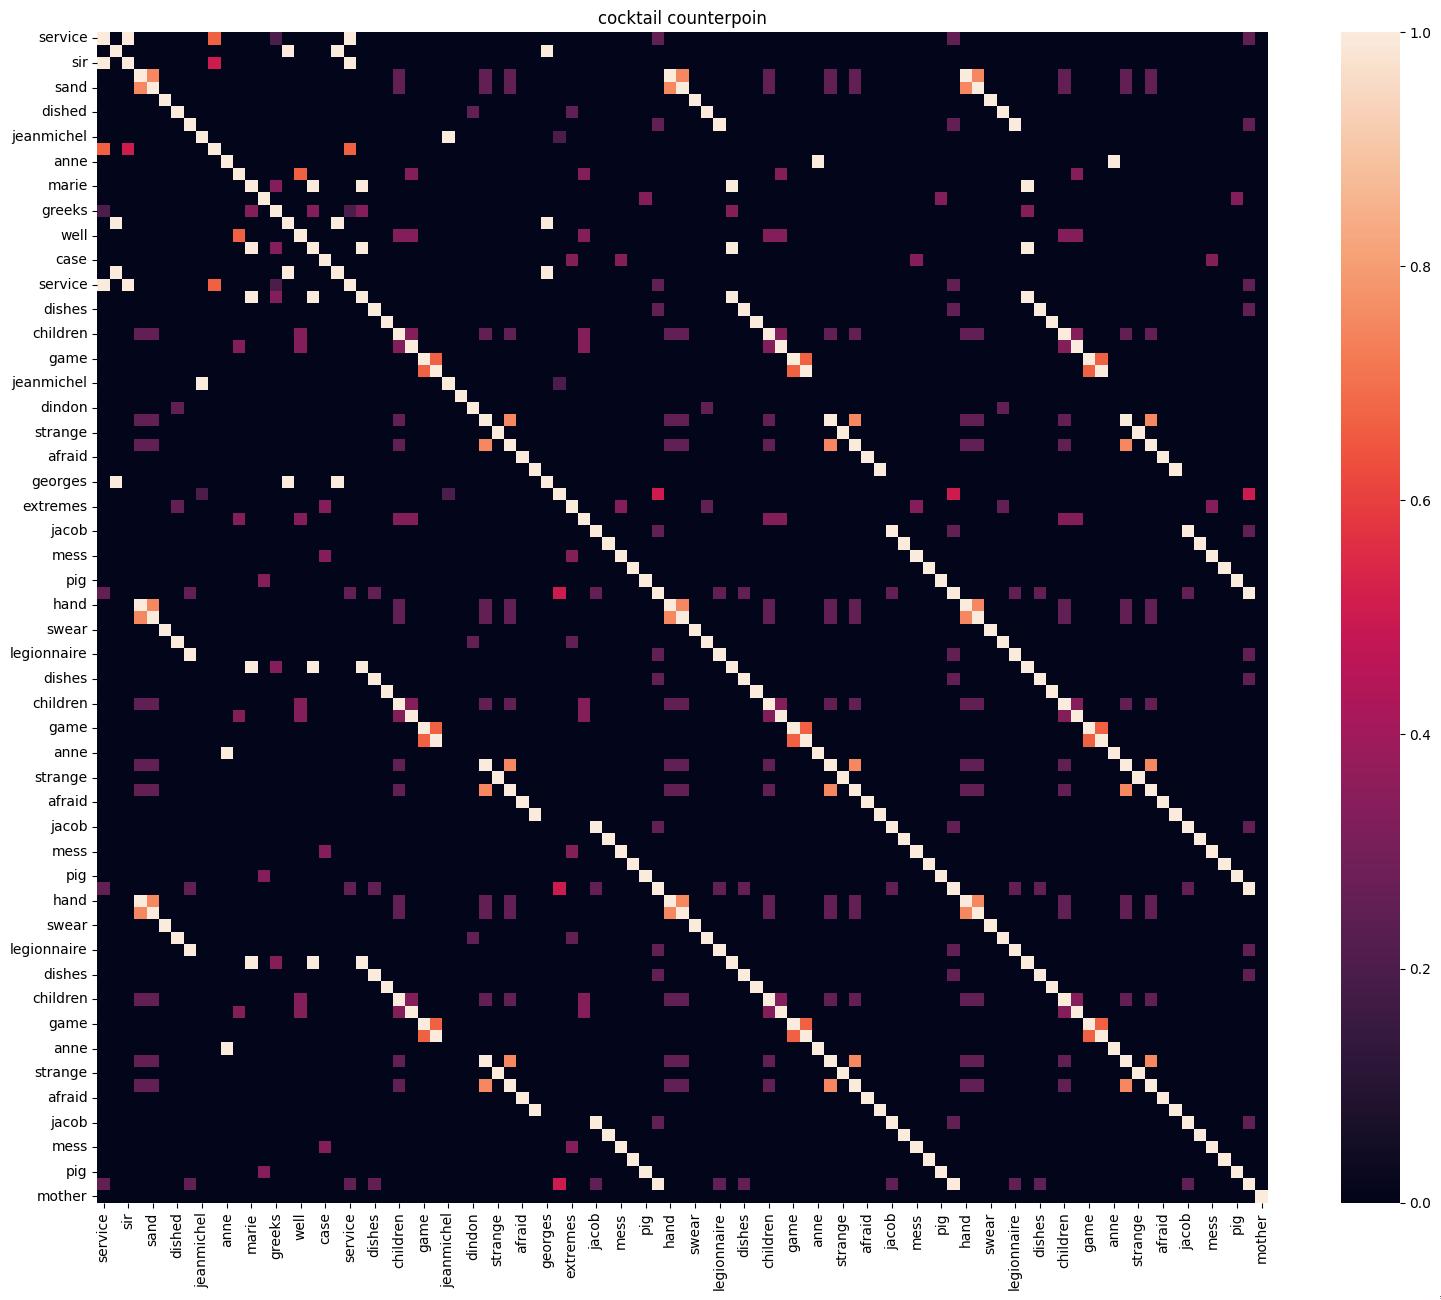 cocktail counterpoin
service
sir
sand
dished
jeanmichel
anne
marie
greeks
well
case
service
dishes
children
game
jeanmichel
dindon
strange
afraid
georges
extremes
jacob
mess
pig
hand
swear
legionnaire
dishes
children
game
anne
strange
afraid
jacob
mess
pig
hand
swear
legionnaire
dishes
children
game
anne
strange
afraid
jacob
mess
pig
mother
service
sir
sand
dished
jeanmichel
anne
marie
greeks
well
case
service
dishes
children
game
jeanmichel
dindon
strange
afraid
georges
extremes
jacob
mess
pig
hand
swear
legionnaire
dishes
children
game
anne
strange
afraid
jacob
mess
pig
hand
swear
legionnaire
dishes
children
game
anne
strange
afraid
jacob
mess
pig
mother
1.0
0.8
0.6
0.4
0.2
0.0